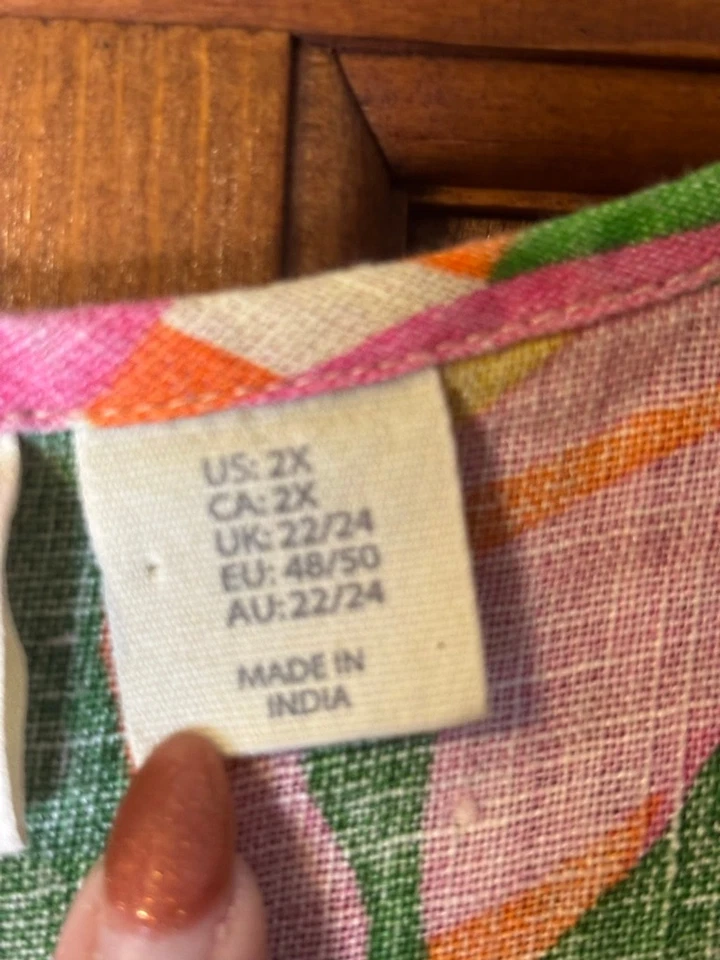 US: 2X
CA: 2X
UK: 22/24
EU: 48/50
AU: 22/24
MADE IN
INDIA